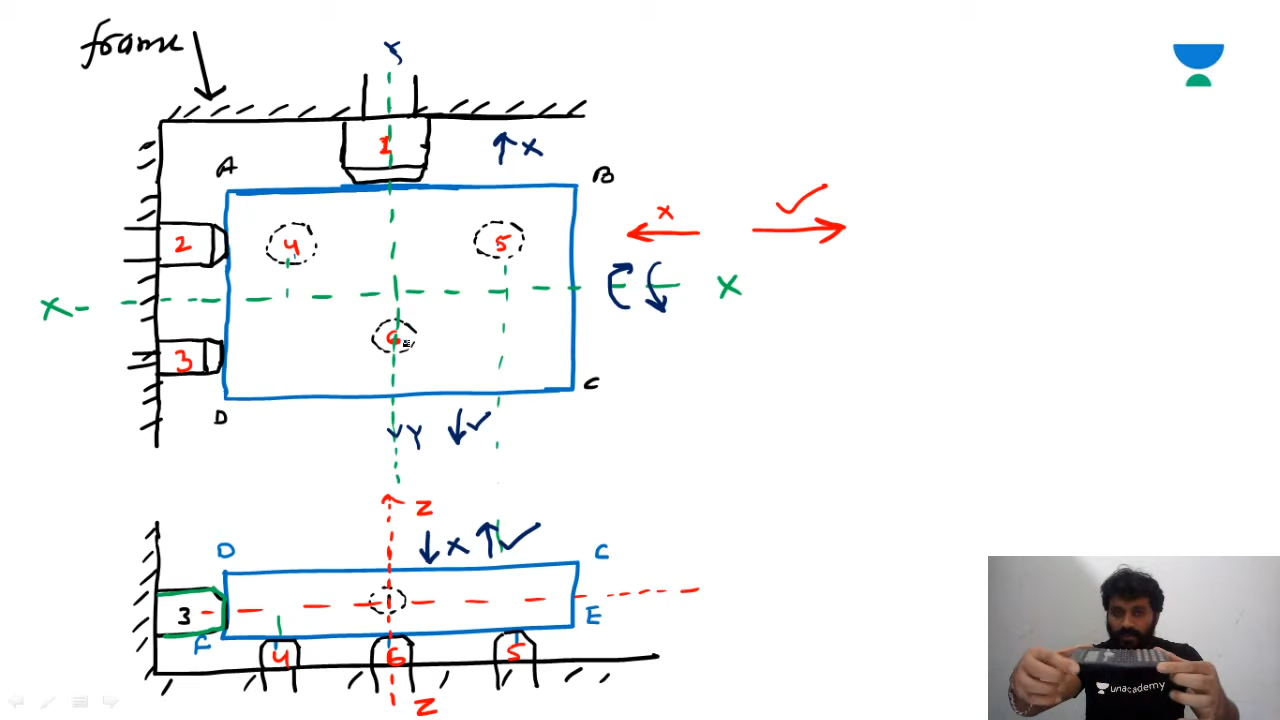 frame
Y
1
↑ X
A
B
2
4
5
x
✓
X
X
6
3
C
D
Y
↓ ✓
Z
↓ x ↑ ✓
D
C
3
E
F
4
6
5
Z
unacademy